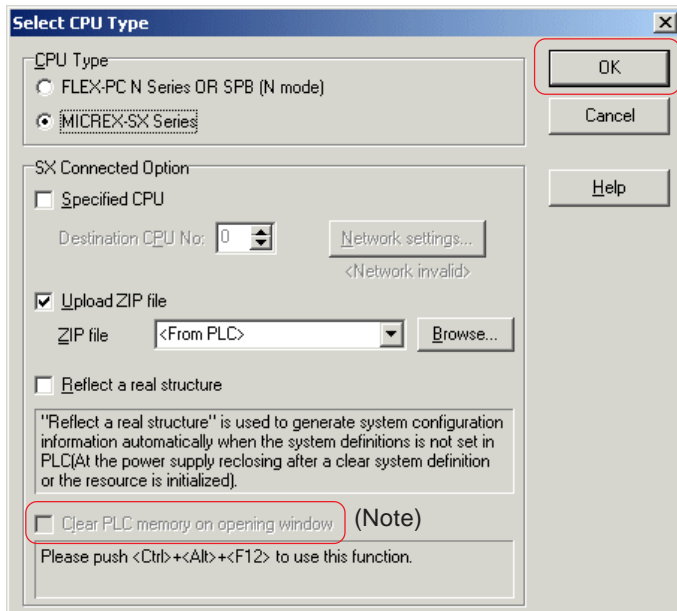 Select CPU Type
CPU Type
FLEX-PC N Series OR SPB (N mode)
MICREX-SX Series
OK
Cancel
Help
SX Connected Option
Specified CPU
Destination CPU No: 0
Network settings...
<Network invalid>
Upload ZIP file
ZIP file <From PLC> Browse...
Reflect a real structure
"Reflect a real structure" is used to generate system configuration
information automatically when the system definitions is not set in
PLC(At the power supply reclosing after a clear system definition
or the resource is initialized).
Clear PLC memory on opening window (Note)
Please push <Ctrl>+<Alt>+<F12> to use this function.